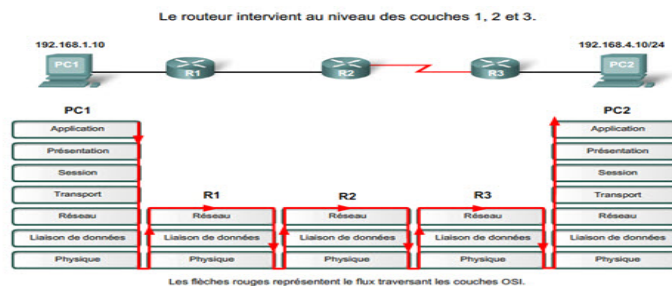 Le routeur intervient au niveau des couches 1, 2 et 3.
192.168.1.10
192.168.4.10/24
PC1
R1
R2
R3
PC2
PC1
PC2
Application
Application
Présentation
Présentation
Session
Session
Transport
R1
R2
R3
Transport
Réseau
Réseau
Réseau
Réseau
Réseau
Liaison de données
Liaison de données
Liaison de données
Liaison de données
Liaison de données
Physique
Physique
Physique
Physique
Physique
Les flèches rouges représentent le flux traversant les couches OSI.